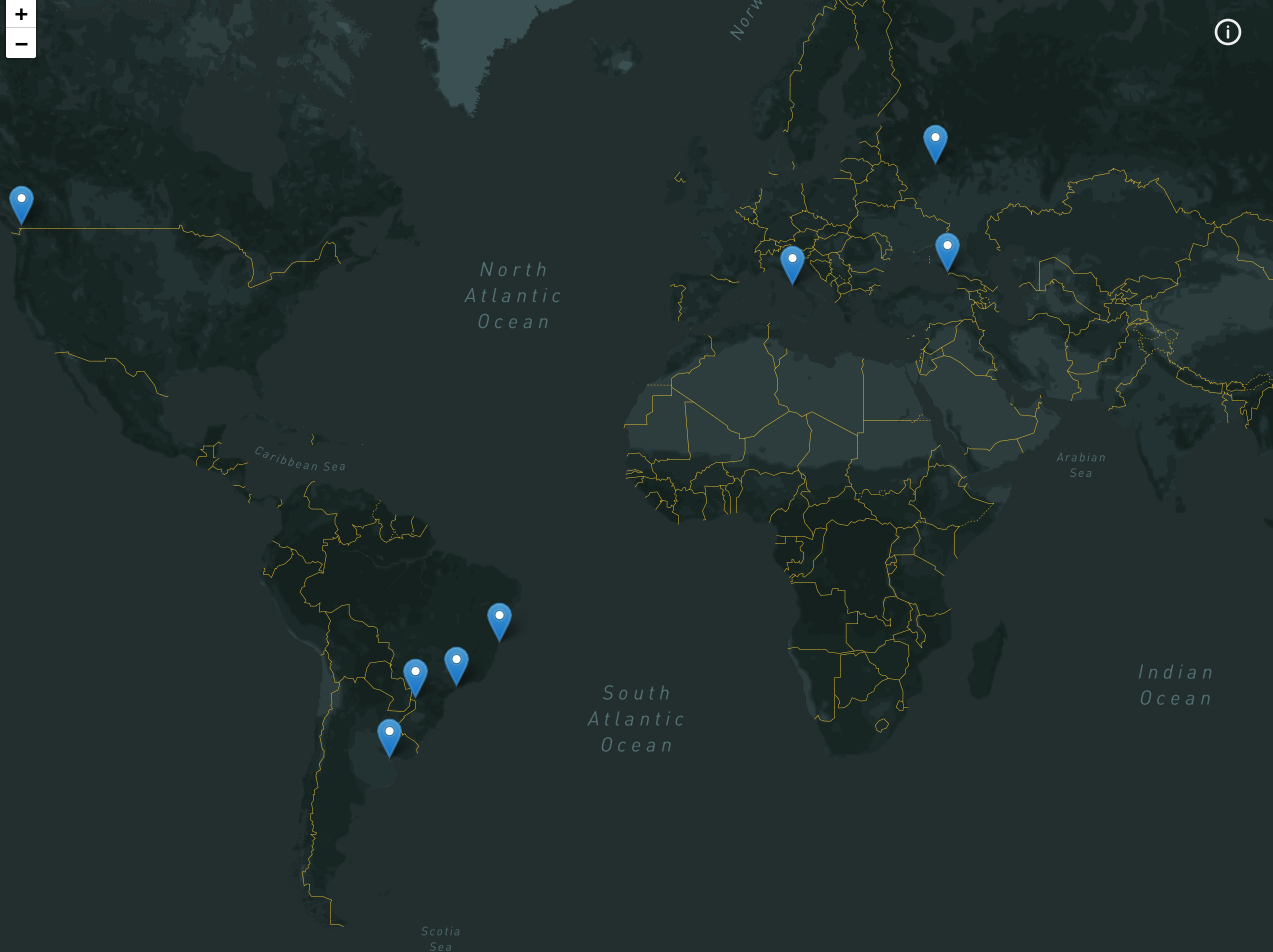 +
−
i
Norw
North
Atlantic
Ocean
Caribbean Sea
Arabian
Sea
South
Atlantic
Ocean
Indian
Ocean
Scotia
Sea